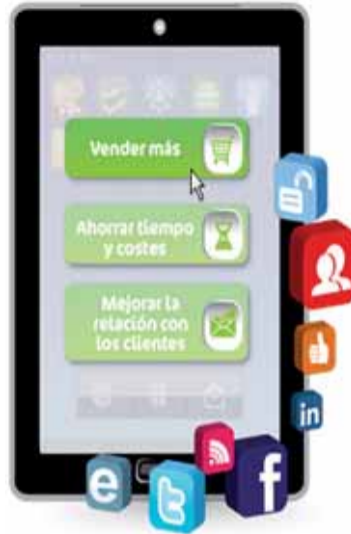 Vender más
Ahorrar tiempo
y costes
Mejorar la
relación con
los clientes
in
e
t
f